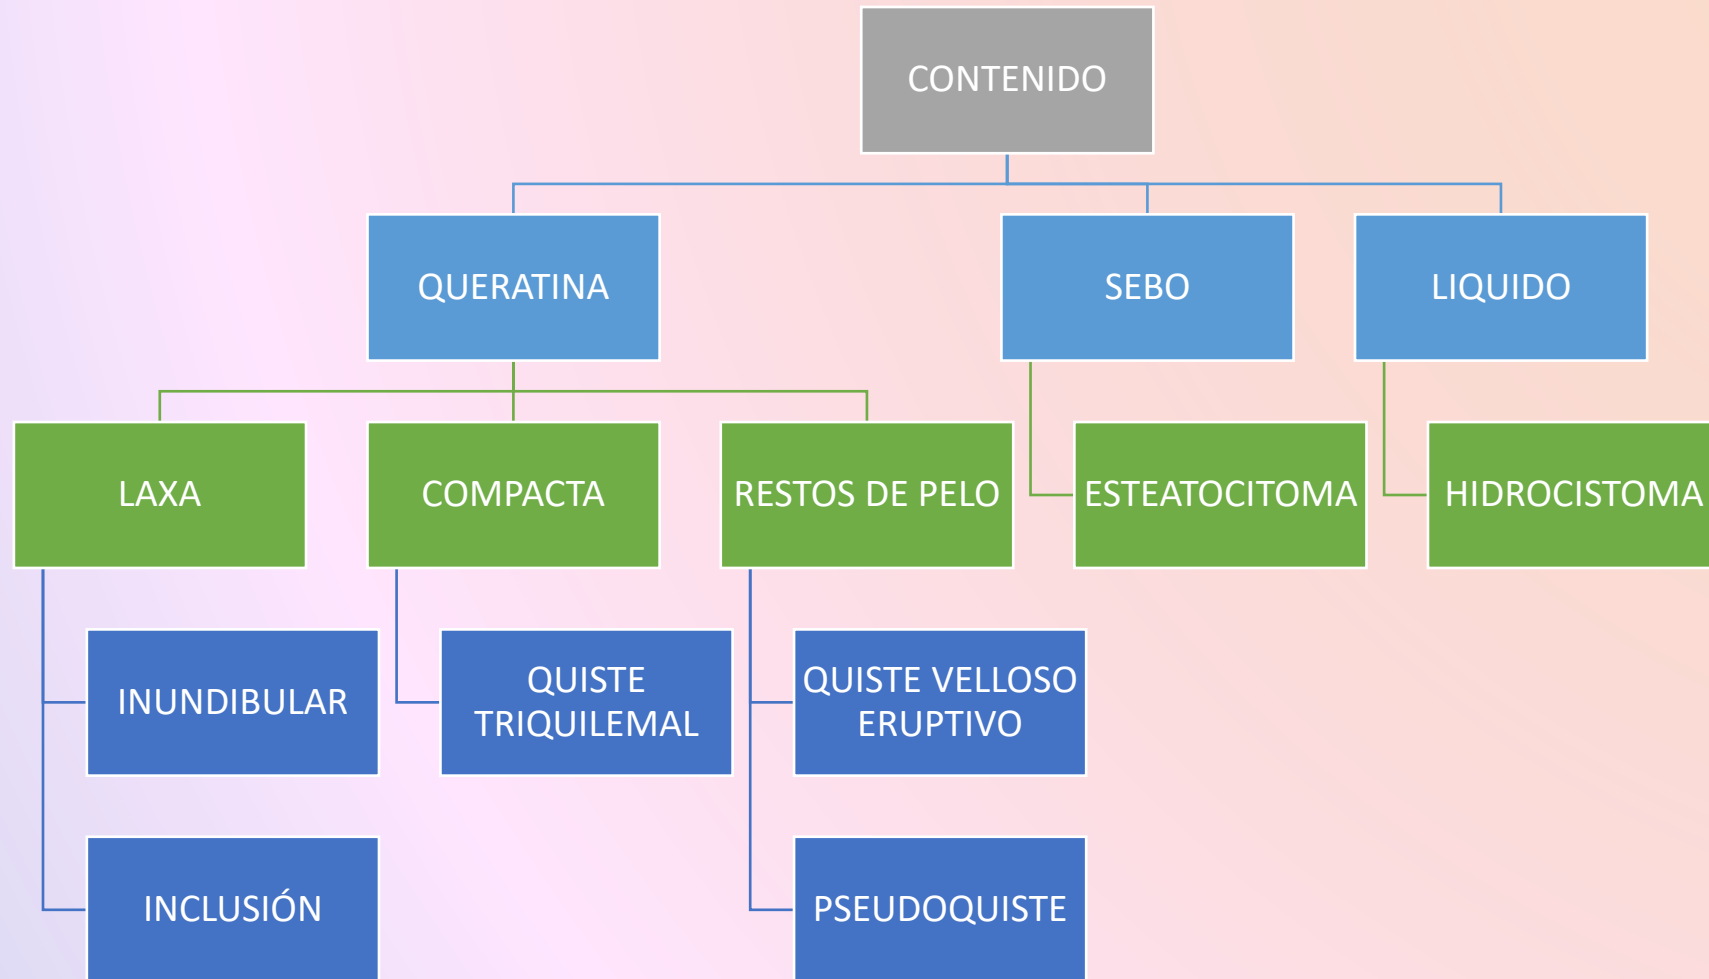 CONTENIDO
QUERATINA
SEBO
LIQUIDO
LAXA
COMPACTA
RESTOS DE PELO
ESTEATOCITOMA
HIDROCISTOMA
INUNDIBULAR
QUISTE
TRIQUILEMAL
QUISTE VELLOSO
ERUPTIVO
INCLUSIÓN
PSEUDOQUISTE